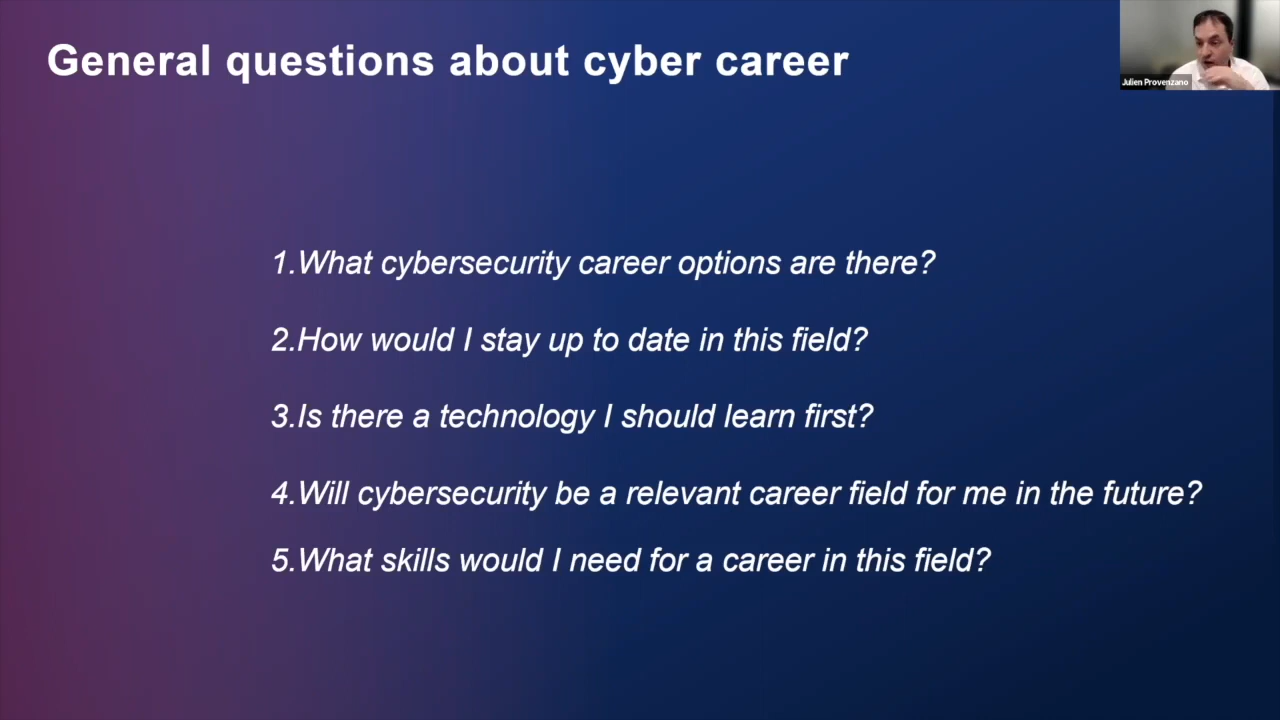 General questions about cyber career
Julien Provenzano
1.What cybersecurity career options are there?
2.How would I stay up to date in this field?
3.Is there a technology I should learn first?
4.Will cybersecurity be a relevant career field for me in the future?
5.What skills would I need for a career in this field?